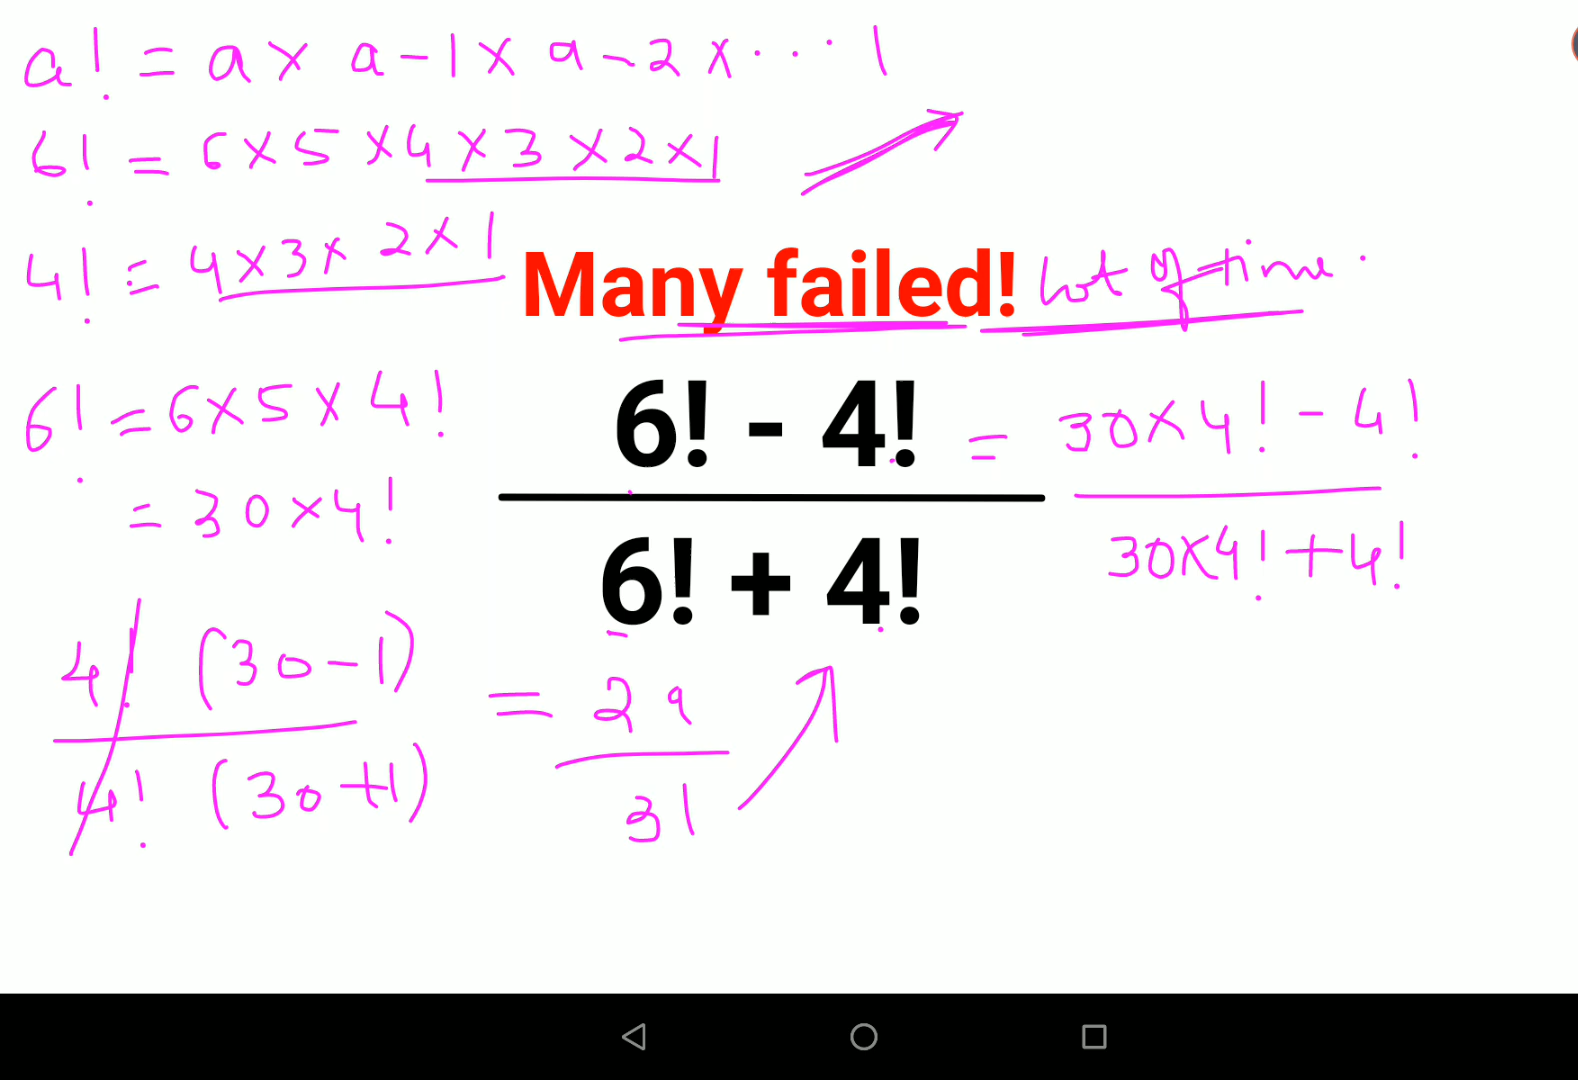 a! = a x a - 1 x a - 2 x ... 1
6! = 6 x 5 x 4 x 3 x 2 x 1
4! = 4 x 3 x 2 x 1
Many failed! lot of time.
6! = 6 x 5 x 4!
= 30 x 4!
6! - 4!
6! + 4!
= 30 x 4! - 4!
30 x 4! + 4!
4! (30 - 1)
4! (30 + 1)
= 29
31